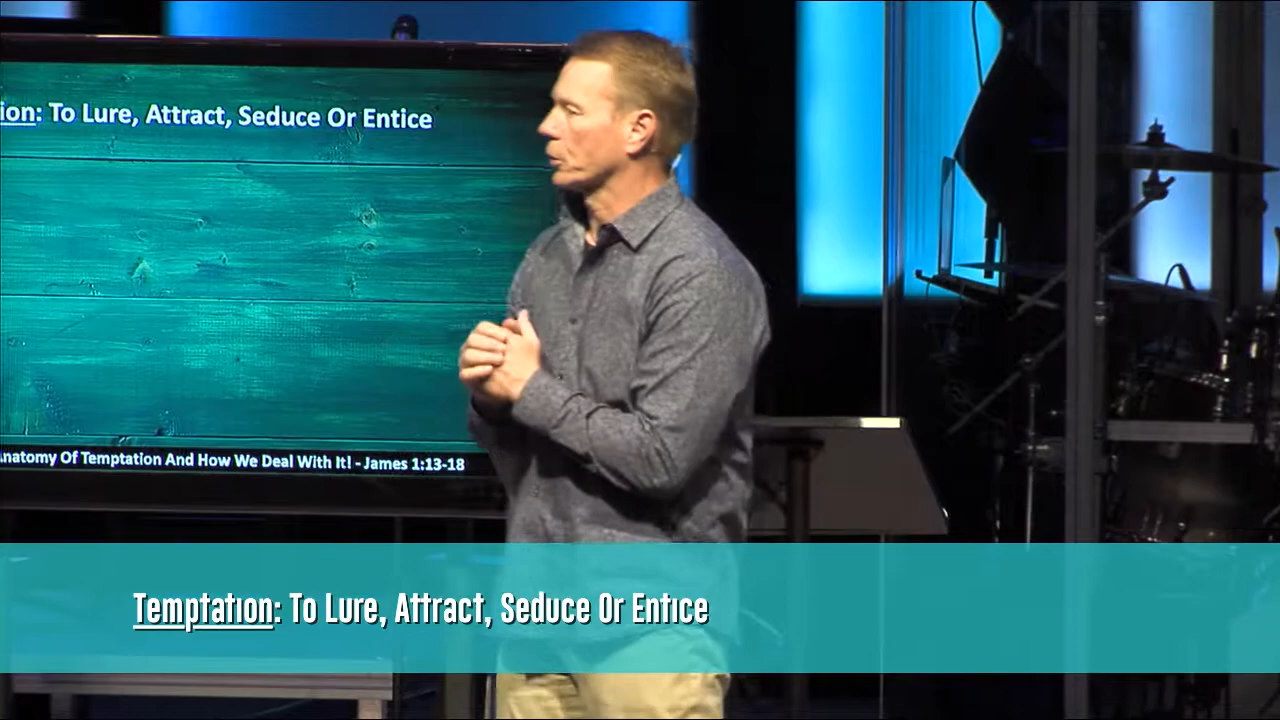 ion: To Lure, Attract, Seduce Or Entice
natomy Of Temptation And How We Deal With It! - James 1:13-18
Temptation: To Lure, Attract, Seduce Or Entice